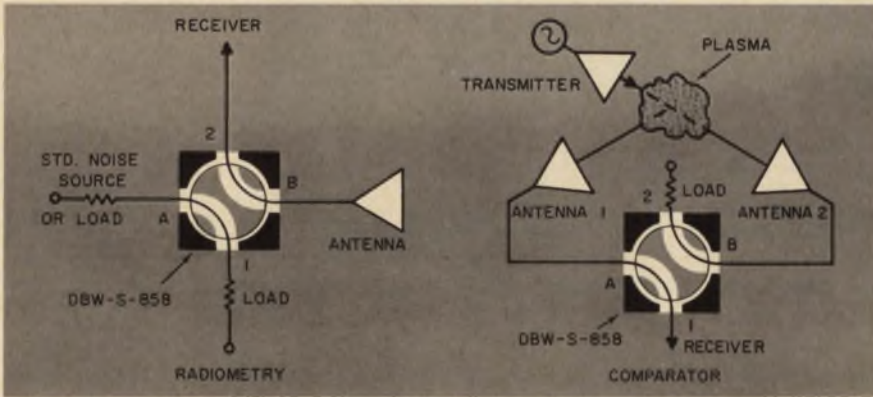 RECEIVER
2
STD. NOISE
SOURCE
OR LOAD
A
B
ANTENNA
1
DBW-S-858
LOAD
RADIOMETRY
PLASMA
TRANSMITTER
ANTENNA 1
2
LOAD
ANTENNA 2
B
A
DBW-S-858
1
RECEIVER
COMPARATOR